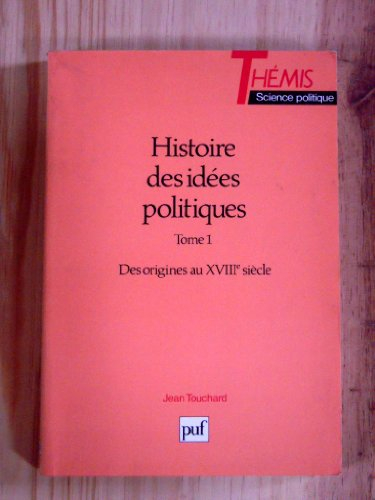 THÉMIS
Science politique
Histoire
des idées
politiques
Tome 1
Des origines au XVIIIe siècle
Jean Touchard
puf